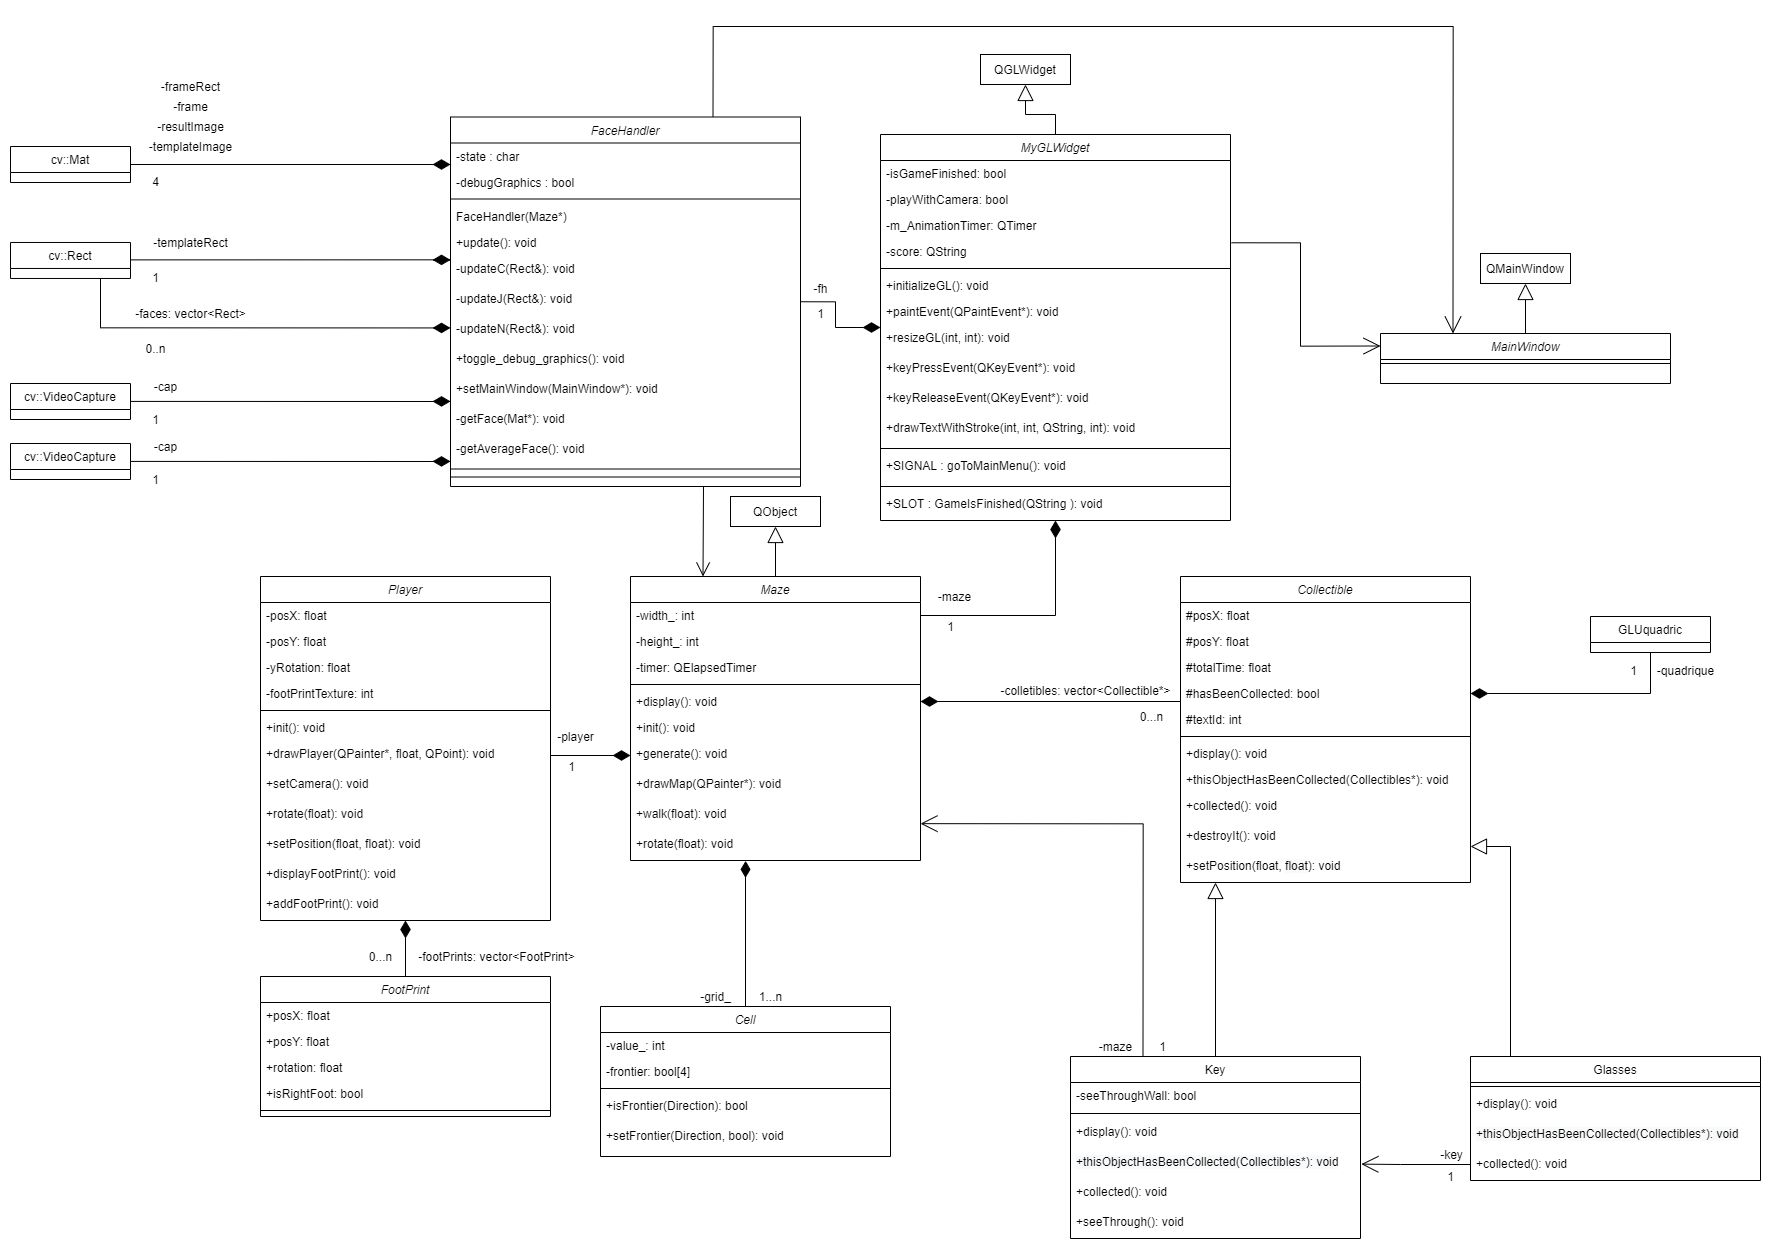 QGLWidget
-frameRect
-frame
-resultImage
-templateImage
cv::Mat
4
FaceHandler
-state : char
-debugGraphics : bool
FaceHandler(Maze*)
+update(): void
-updateC(Rect&): void
-updateJ(Rect&): void
-updateN(Rect&): void
+toggle_debug_graphics(): void
+setMainWindow(MainWindow*): void
-getFace(Mat*): void
-getAverageFace(): void
cv::Rect
-templateRect
1
-faces: vector<Rect>
0..n
cv::VideoCapture
-cap
1
cv::VideoCapture
-cap
1
-fh
1
MyGLWidget
-isGameFinished: bool
-playWithCamera: bool
-m_AnimationTimer: QTimer
-score: QString
+initializeGL(): void
+paintEvent(QPaintEvent*): void
+resizeGL(int, int): void
+keyPressEvent(QKeyEvent*): void
+keyReleaseEvent(QKeyEvent*): void
+drawTextWithStroke(int, int, QString, int): void
+SIGNAL : goToMainMenu(): void
+SLOT : GameIsFinished(QString ): void
QMainWindow
MainWindow
QObject
Player
-posX: float
-posY: float
-yRotation: float
-footPrintTexture: int
+init(): void
+drawPlayer(QPainter*, float, QPoint): void
+setCamera(): void
+rotate(float): void
+setPosition(float, float): void
+displayFootPrint(): void
+addFootPrint(): void
-player
1
Maze
-width_: int
-height_: int
-timer: QElapsedTimer
+display(): void
+init(): void
+generate(): void
+drawMap(QPainter*): void
+walk(float): void
+rotate(float): void
-maze
1
-colletibles: vector<Collectible*>
0...n
Collectible
#posX: float
#posY: float
#totalTime: float
#hasBeenCollected: bool
#textId: int
+display(): void
+thisObjectHasBeenCollected(Collectibles*): void
+collected(): void
+destroyIt(): void
+setPosition(float, float): void
GLUquadric
1
-quadrique
0...n
-footPrints: vector<FootPrint>
FootPrint
+posX: float
+posY: float
+rotation: float
+isRightFoot: bool
-grid_
1...n
Cell
-value_: int
-frontier: bool[4]
+isFrontier(Direction): bool
+setFrontier(Direction, bool): void
-maze
1
Key
-seeThroughWall: bool
+display(): void
+thisObjectHasBeenCollected(Collectibles*): void
+collected(): void
+seeThrough(): void
-key
1
Glasses
+display(): void
+thisObjectHasBeenCollected(Collectibles*): void
+collected(): void